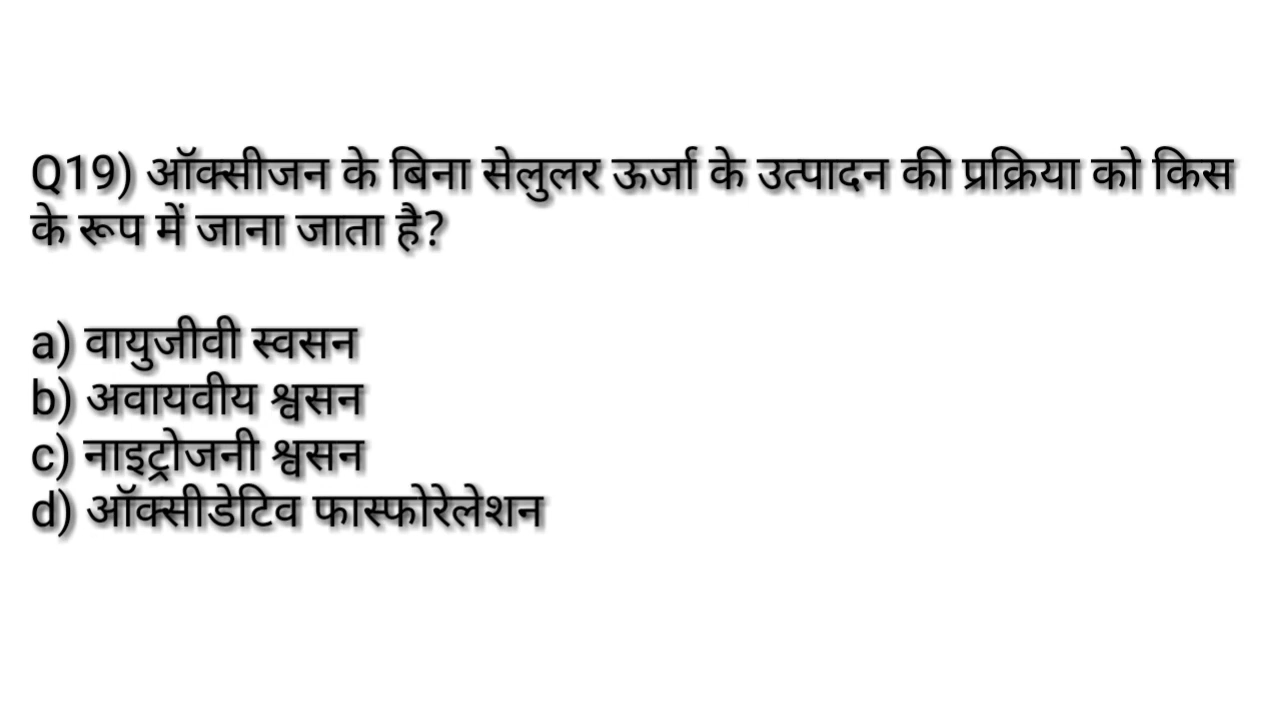 Q19) ऑक्सीजन के बिना सेलुलर ऊर्जा के उत्पादन की प्रक्रिया को किस
के रूप में जाना जाता है?
a) वायुजीवी स्वसन
b) अवायवीय श्वसन
c) नाइट्रोजनी श्वसन
d) ऑक्सीडेटिव फास्फोरेलेशन